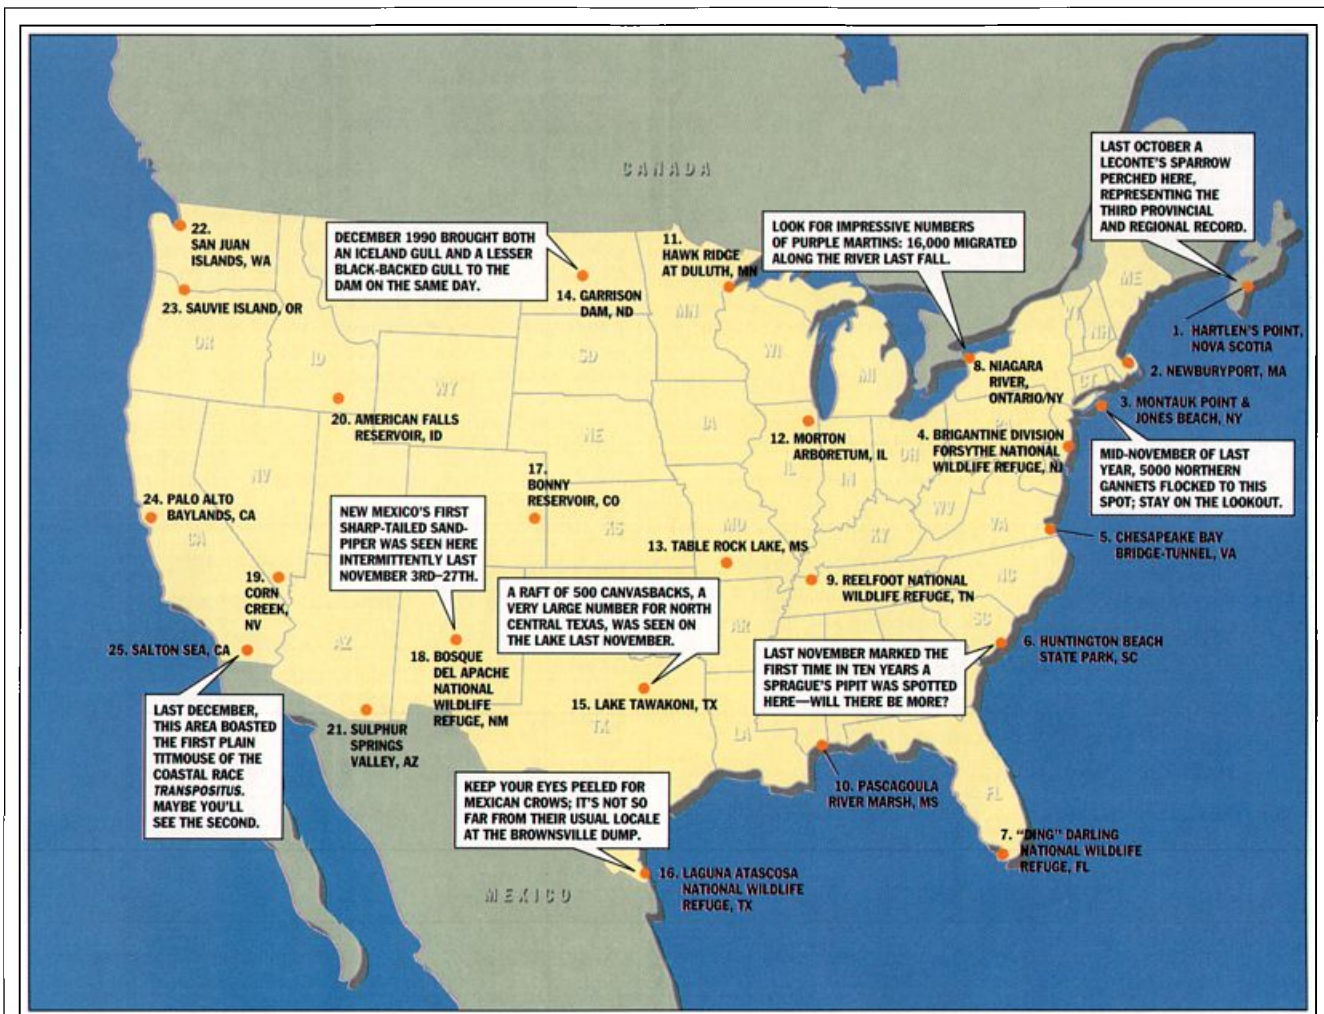 CANADA
LAST OCTOBER A
LECONTE'S SPARROW
PERCHED HERE,
REPRESENTING THE
THIRD PROVINCIAL
AND REGIONAL RECORD.
22.
SAN JUAN
ISLANDS, WA
DECEMBER 1990 BROUGHT BOTH
AN ICELAND GULL AND A LESSER
BLACK-BACKED GULL TO THE
DAM ON THE SAME DAY.
11.
HAWK RIDGE
AT DULUTH, MN
LOOK FOR IMPRESSIVE NUMBERS
OF PURPLE MARTINS: 16,000 MIGRATED
ALONG THE RIVER LAST FALL.
ME
23. SAUVIE ISLAND, OR
14. GARRISON
DAM, ND
MN
VT
NH
1. HARTLEN'S POINT,
NOVA SCOTIA
OR
ID
SD
WI
MI
8. NIAGARA
RIVER,
ONTARIO/NY
CT
2. NEWBURYPORT, MA
WY
20. AMERICAN FALLS
RESERVOIR, ID
NE
IA
12. MORTON
ARBORETUM, IL
IL
IN
OH
PA
4. BRIGANTINE DIVISION
FORSYTHE NATIONAL
WILDLIFE REFUGE, NJ
3. MONTAUK POINT &
JONES BEACH, NY
MID-NOVEMBER OF LAST
YEAR, 5000 NORTHERN
GANNETS FLOCKED TO THIS
SPOT; STAY ON THE LOOKOUT.
NV
17.
BONNY
RESERVOIR, CO
24. PALO ALTO
BAYLANDS, CA
CA
NEW MEXICO'S FIRST
SHARP-TAILED SAND-
PIPER WAS SEEN HERE
INTERMITTENTLY LAST
NOVEMBER 3RD–27TH.
KS
MO
KY
WV
VA
5. CHESAPEAKE BAY
BRIDGE-TUNNEL, VA
13. TABLE ROCK LAKE, MS
19.
CORN
CREEK,
NV
A RAFT OF 500 CANVASBACKS, A
VERY LARGE NUMBER FOR NORTH
CENTRAL TEXAS, WAS SEEN ON
THE LAKE LAST NOVEMBER.
9. REELFOOT NATIONAL
WILDLIFE REFUGE, TN
NC
SC
AR
AZ
25. SALTON SEA, CA
18. BOSQUE
DEL APACHE
NATIONAL
WILDLIFE
REFUGE, NM
LAST NOVEMBER MARKED THE
FIRST TIME IN TEN YEARS A
SPRAGUE'S PIPIT WAS SPOTTED
HERE—WILL THERE BE MORE?
6. HUNTINGTON BEACH
STATE PARK, SC
LAST DECEMBER,
THIS AREA BOASTED
THE FIRST PLAIN
TITMOUSE OF THE
COASTAL RACE
TRANSPOSITUS.
MAYBE YOU'LL
SEE THE SECOND.
21. SULPHUR
SPRINGS
VALLEY, AZ
15. LAKE TAWAKONI, TX
TX
LA
KEEP YOUR EYES PEELED FOR
MEXICAN CROWS; IT'S NOT SO
FAR FROM THEIR USUAL LOCALE
AT THE BROWNSVILLE DUMP.
10. PASCAGOULA
RIVER MARSH, MS
FL
7. "DING" DARLING
NATIONAL WILDLIFE
REFUGE, FL
16. LAGUNA ATASCOSA
NATIONAL WILDLIFE
REFUGE, TX
MEXICO